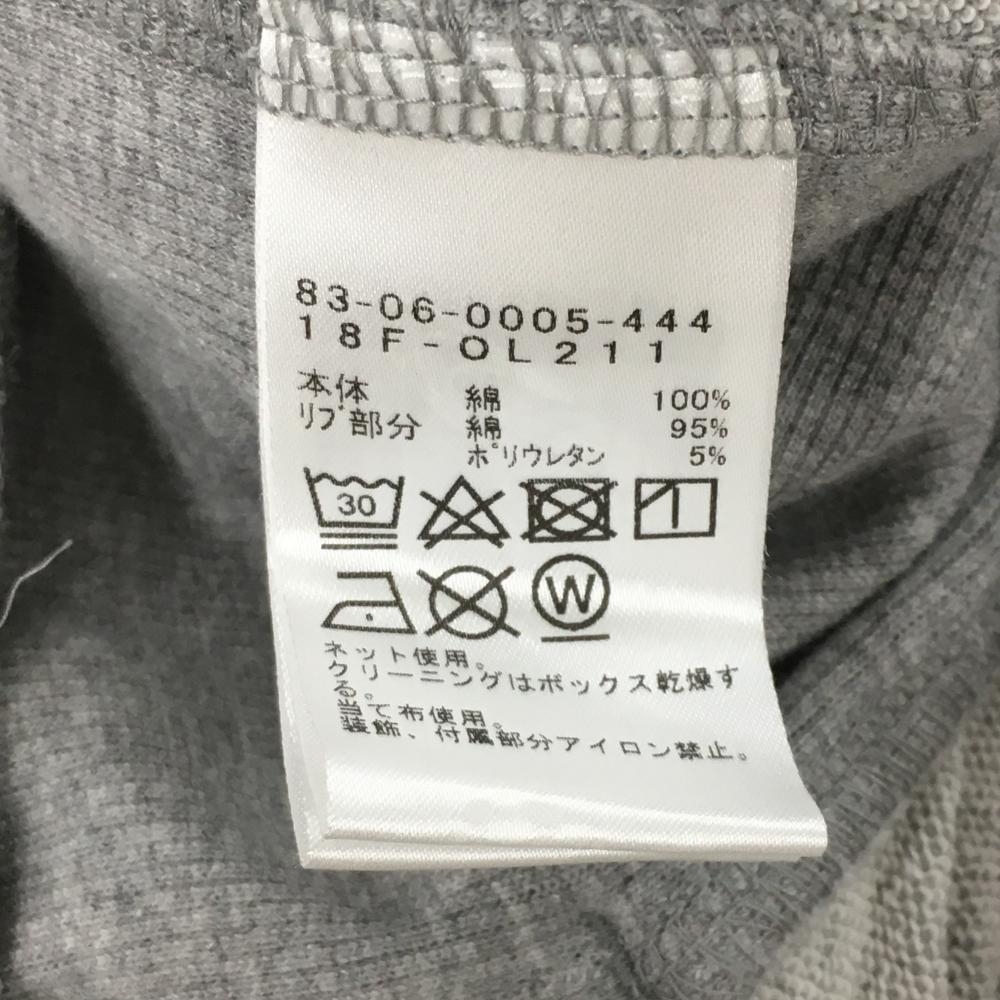 83-06-0005-444
18F-OL211
本体 綿 100%
リブ部分 綿 95%
ポリウレタン 5%
30
W
ネット使用。
クリーニングはボックス乾燥す
る。
当て布使用。
装飾、付属部分アイロン禁止。